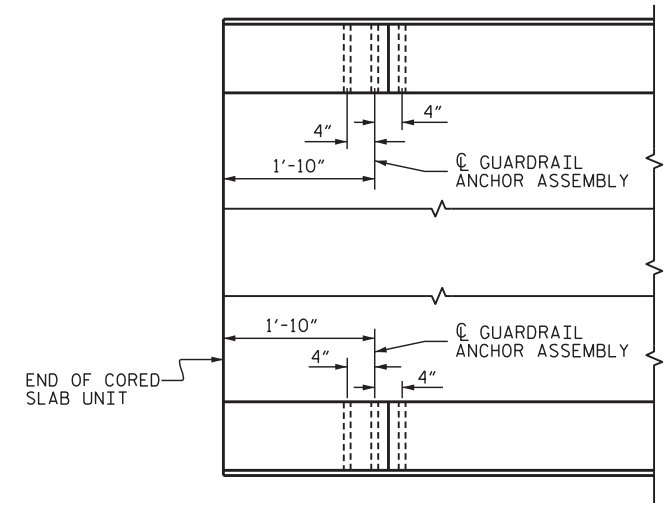 4″
4″
1′-10″
℄ GUARDRAIL
ANCHOR ASSEMBLY
1′-10″
℄ GUARDRAIL
ANCHOR ASSEMBLY
4″
4″
END OF CORED
SLAB UNIT